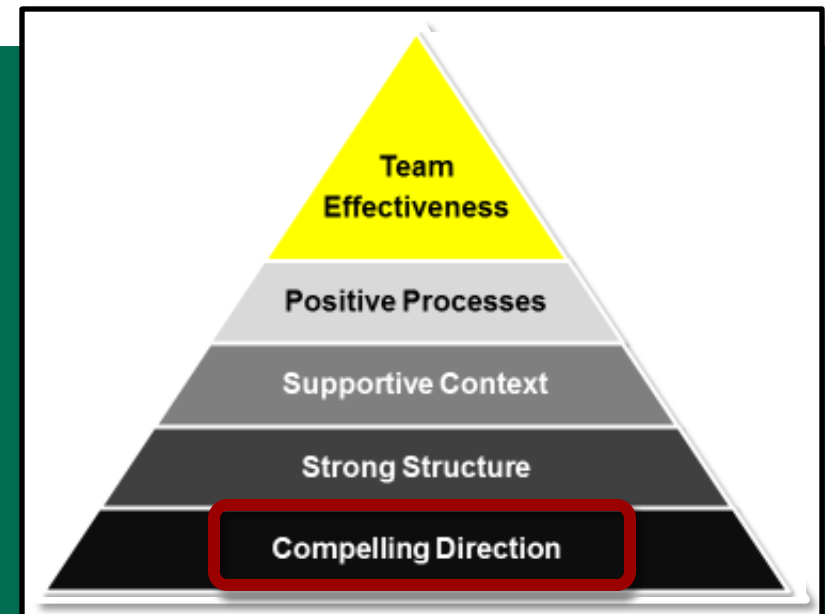 Team
Effectiveness
Positive Processes
Supportive Context
Strong Structure
Compelling Direction